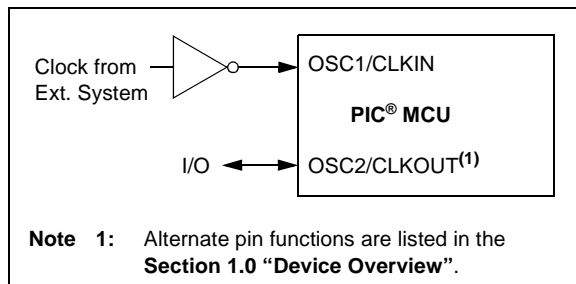 Clock from
Ext. System
OSC1/CLKIN
PIC® MCU
I/O
OSC2/CLKOUT(1)
Note 1: Alternate pin functions are listed in the
Section 1.0 “Device Overview”.